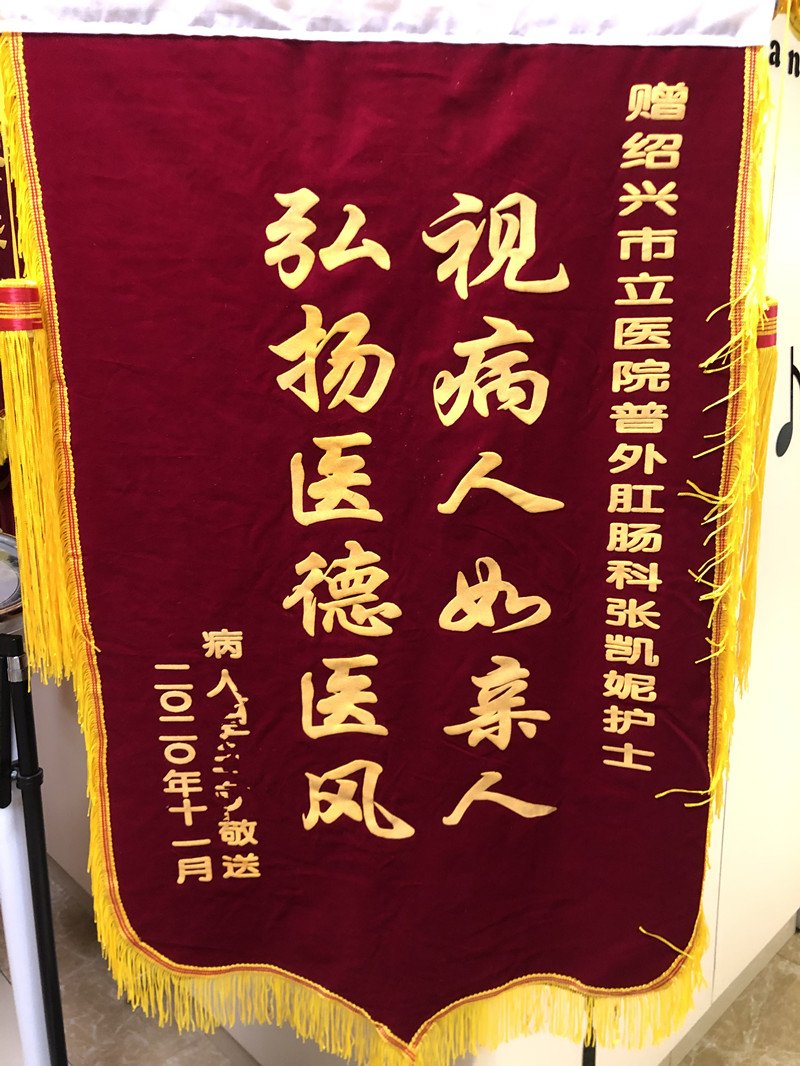 赠绍兴市立医院普外肛肠科张凯妮护士
视病人如亲人
弘扬医德医风
病人敬送
二〇二〇年十一月
an